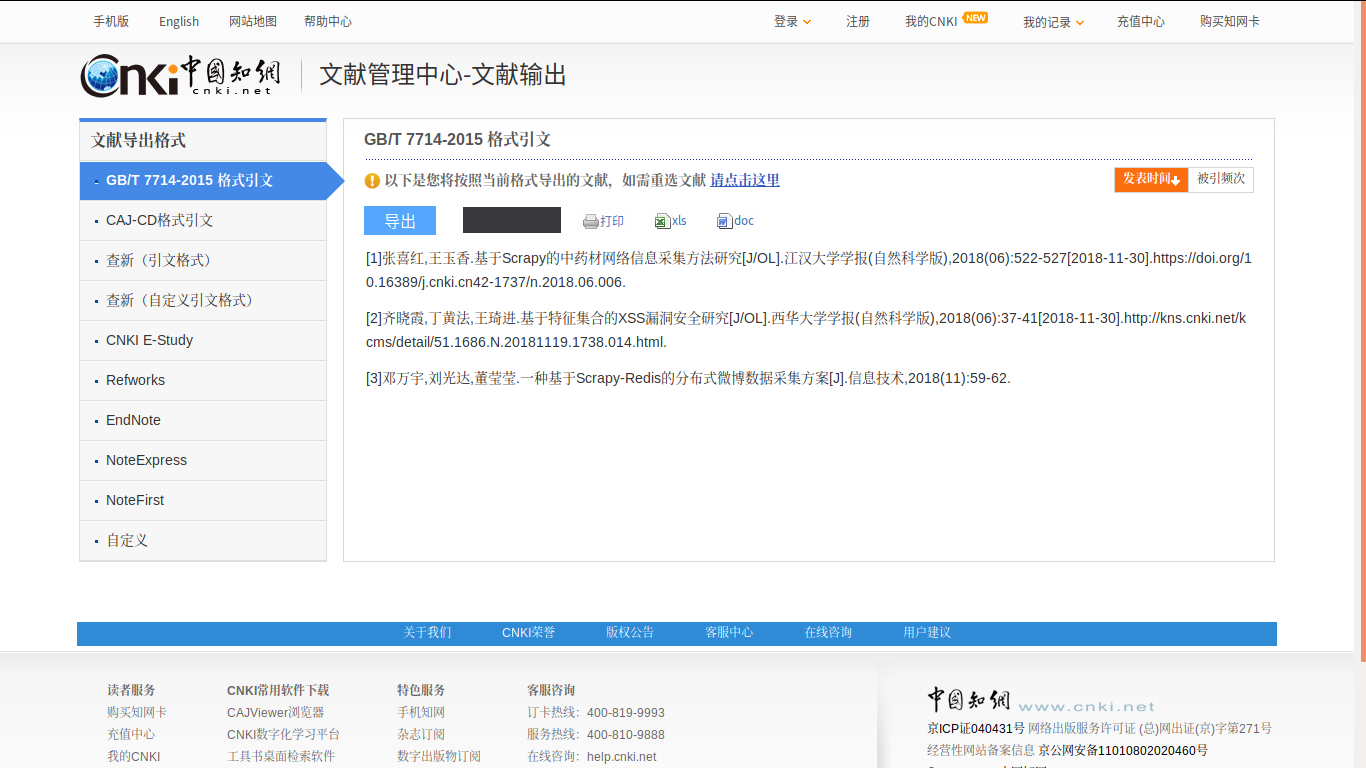 手机版 English 网站地图 帮助中心 登录 注册 我的CNKI NEW 我的记录 充值中心 购买知网卡
Cnki 中国知网 cnki.net 文献管理中心-文献输出
文献导出格式
GB/T 7714-2015 格式引文
CAJ-CD格式引文
查新（引文格式）
查新（自定义引文格式）
CNKI E-Study
Refworks
EndNote
NoteExpress
NoteFirst
自定义
GB/T 7714-2015 格式引文
以下是您将按照当前格式导出的文献，如需重选文献 请点击这里 发表时间 被引频次
导出 打印 xls doc
[1]张喜红,王玉香.基于Scrapy的中药材网络信息采集方法研究[J/OL].江汉大学学报(自然科学版),2018(06):522-527[2018-11-30].https://doi.org/1
0.16389/j.cnki.cn42-1737/n.2018.06.006.
[2]齐晓霞,丁黄法,王琦进.基于特征集合的XSS漏洞安全研究[J/OL].西华大学学报(自然科学版),2018(06):37-41[2018-11-30].http://kns.cnki.net/k
cms/detail/51.1686.N.20181119.1738.014.html.
[3]邓万宇,刘光达,董莹莹.一种基于Scrapy-Redis的分布式微博数据采集方案[J].信息技术,2018(11):59-62.
关于我们 CNKI荣誉 版权公告 客服中心 在线咨询 用户建议
读者服务 CNKI常用软件下载 特色服务 客服咨询
购买知网卡 CAJViewer浏览器 手机知网 订卡热线：400-819-9993
充值中心 CNKI数字化学习平台 杂志订阅 服务热线：400-810-9888
我的CNKI 工具书桌面检索软件 数字出版物订阅 在线咨询：help.cnki.net
中国知网 www.cnki.net
京ICP证040431号 网络出版服务许可证 (总)网出证(京)字第271号
经营性网站备案信息 京公网安备11010802020460号